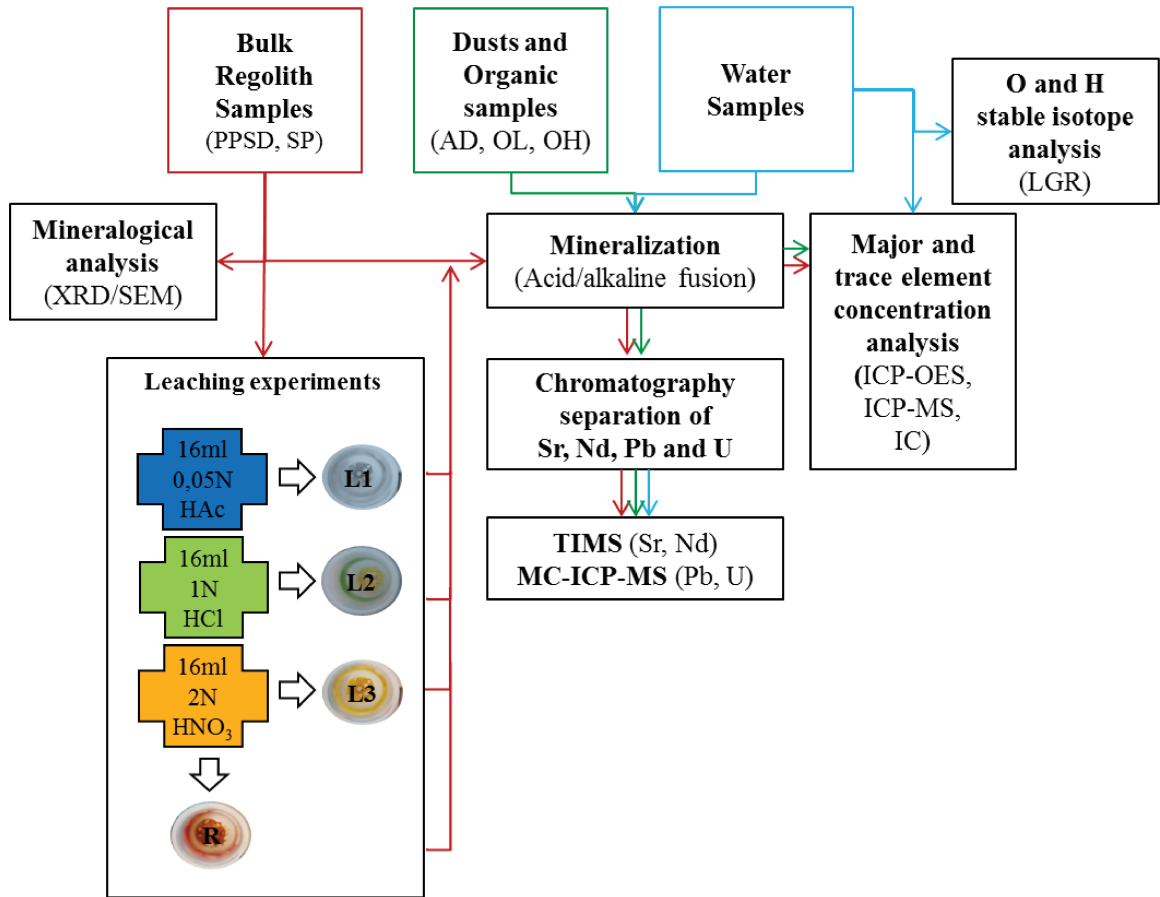 Bulk
Regolith
Samples
(PPSD, SP)
Dusts and
Organic
samples
(AD, OL, OH)
Water
Samples
O and H
stable isotope
analysis
(LGR)
Mineralogical
analysis
(XRD/SEM)
Mineralization
(Acid/alkaline fusion)
Major and
trace element
concentration
analysis
(ICP-OES,
ICP-MS,
IC)
Chromatography
separation of
Sr, Nd, Pb and U
TIMS (Sr, Nd)
MC-ICP-MS (Pb, U)
Leaching experiments
16ml
0,05N
HAc
L1
16ml
1N
HCl
L2
16ml
2N
HNO₃
L3
R